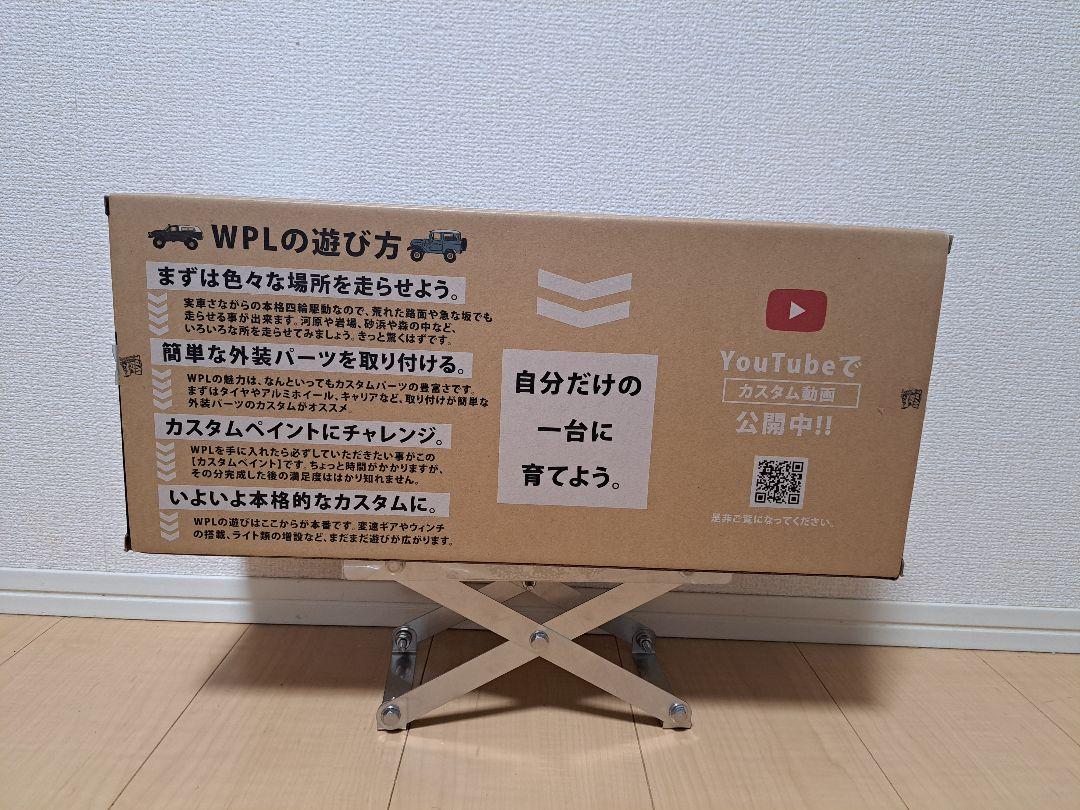 WPLの遊び方
まずは色々な場所を走らせよう。
実車さながらの本格四輪駆動なので、荒れた路面や急な坂でも
走らせる事が出来ます。河原や岩場、砂浜や森の中など、
いろいろな所を走らせてみましょう。きっと驚くはずです。
簡単な外装パーツを取り付ける。
WPLの魅力は、なんといってもカスタムパーツの豊富さです。
まずはタイヤやアルミホイール、キャリアなど、取り付けが簡単な
外装パーツのカスタムがオススメ。
カスタムペイントにチャレンジ。
WPLを手に入れたら必ずしていただきたい事がこの
【カスタムペイント】です。ちょっと時間がかかりますが、
その分完成した後の満足度ははかり知れません。
いよいよ本格的なカスタムに。
WPLの遊びはここからが本番です。変速ギアやウィンチ
の搭載、ライト類の増設など、まだまだ遊びが広がります。
自分だけの
一台に
育てよう。
YouTubeで
カスタム動画
公開中!!
是非ご覧になってください。